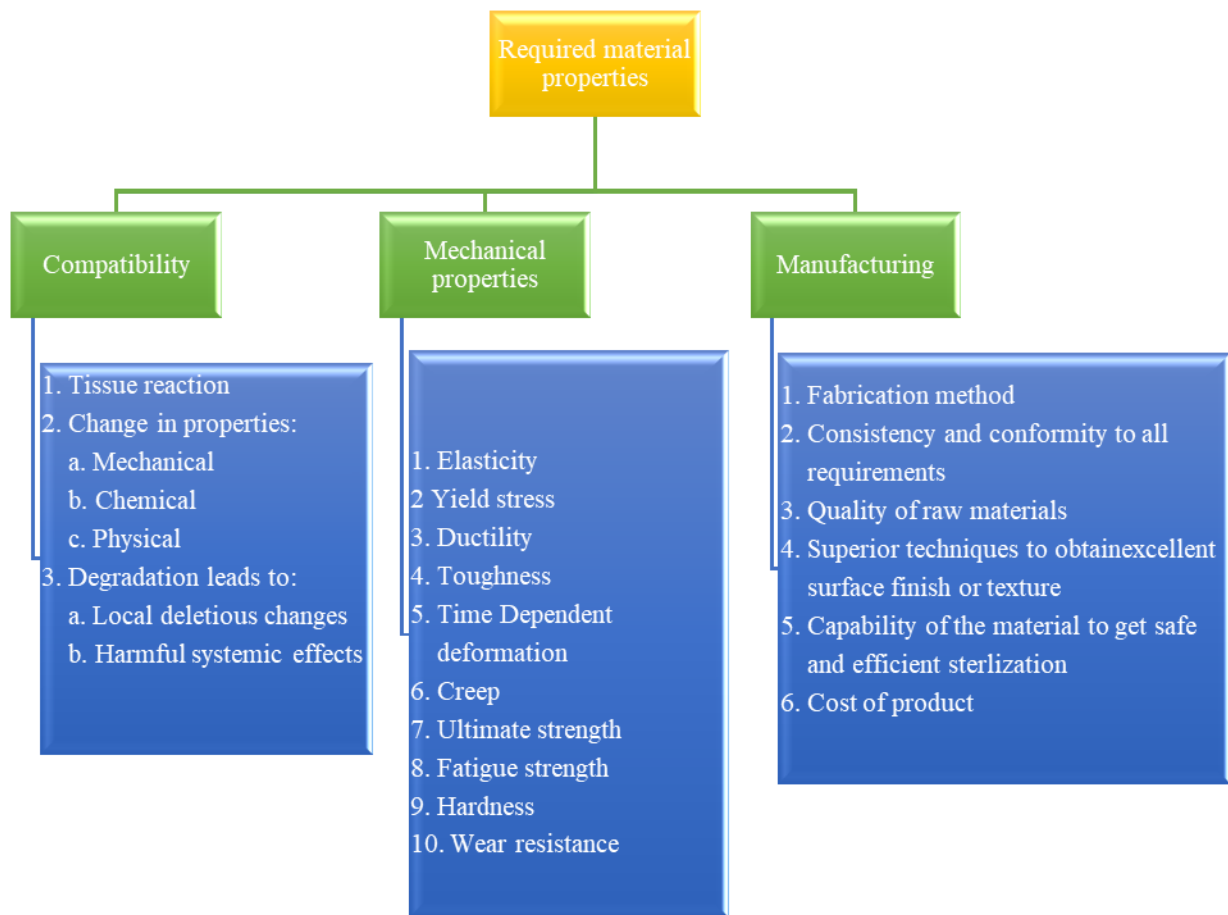 Required material
properties
Compatibility
Mechanical
properties
Manufacturing
1. Tissue reaction
2. Change in properties:
a. Mechanical
b. Chemical
c. Physical
3. Degradation leads to:
a. Local deletious changes
b. Harmful systemic effects
1. Elasticity
2 Yield stress
3. Ductility
4. Toughness
5. Time Dependent
deformation
6. Creep
7. Ultimate strength
8. Fatigue strength
9. Hardness
10. Wear resistance
1. Fabrication method
2. Consistency and conformity to all
requirements
3. Quality of raw materials
4. Superior techniques to obtainexcellent
surface finish or texture
5. Capability of the material to get safe
and efficient sterlization
6. Cost of product